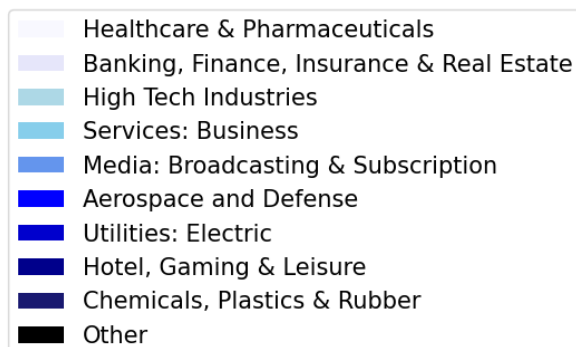 Healthcare & Pharmaceuticals
Banking, Finance, Insurance & Real Estate
High Tech Industries
Services: Business
Media: Broadcasting & Subscription
Aerospace and Defense
Utilities: Electric
Hotel, Gaming & Leisure
Chemicals, Plastics & Rubber
Other